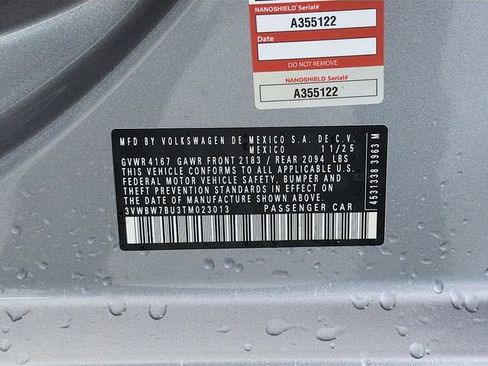 NANOSHIELD Serial#
A355122
DO NOT REMOVE
NANOSHIELD Serial#
A355122
MFD BY VOLKSWAGEN DE MEXICO S.A. DE C.V.
MEXICO 11/25
GVWR 4167 GAWR FRONT 2183 / REAR 2094 LBS
THIS VEHICLE CONFORMS TO ALL APPLICABLE U.S.
FEDERAL MOTOR VEHICLE SAFETY, BUMPER AND
THEFT PREVENTION STANDARDS IN EFFECT ON
THE DATE OF MANUFACTURE SHOWN ABOVE.
3VWBW7BU3TM023013 PASSENGER CAR
4531338 3963 M